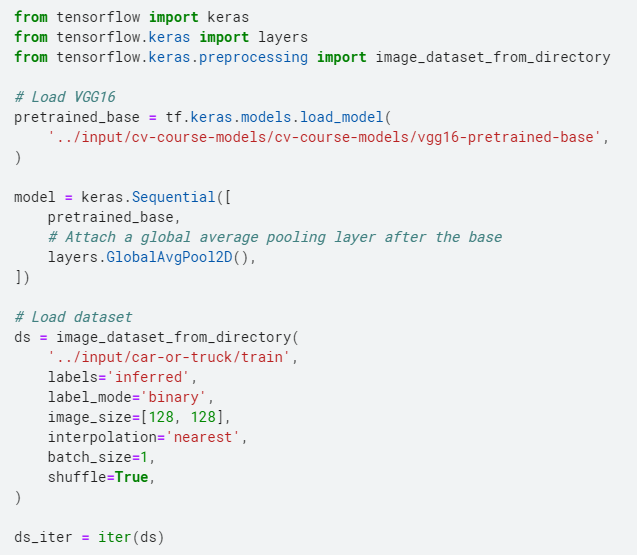 from tensorflow import keras
from tensorflow.keras import layers
from tensorflow.keras.preprocessing import image_dataset_from_directory

# Load VGG16
pretrained_base = tf.keras.models.load_model(
    '../input/cv-course-models/cv-course-models/vgg16-pretrained-base',
)

model = keras.Sequential([
    pretrained_base,
    # Attach a global average pooling layer after the base
    layers.GlobalAvgPool2D(),
])

# Load dataset
ds = image_dataset_from_directory(
    '../input/car-or-truck/train',
    labels='inferred',
    label_mode='binary',
    image_size=[128, 128],
    interpolation='nearest',
    batch_size=1,
    shuffle=True,
)

ds_iter = iter(ds)